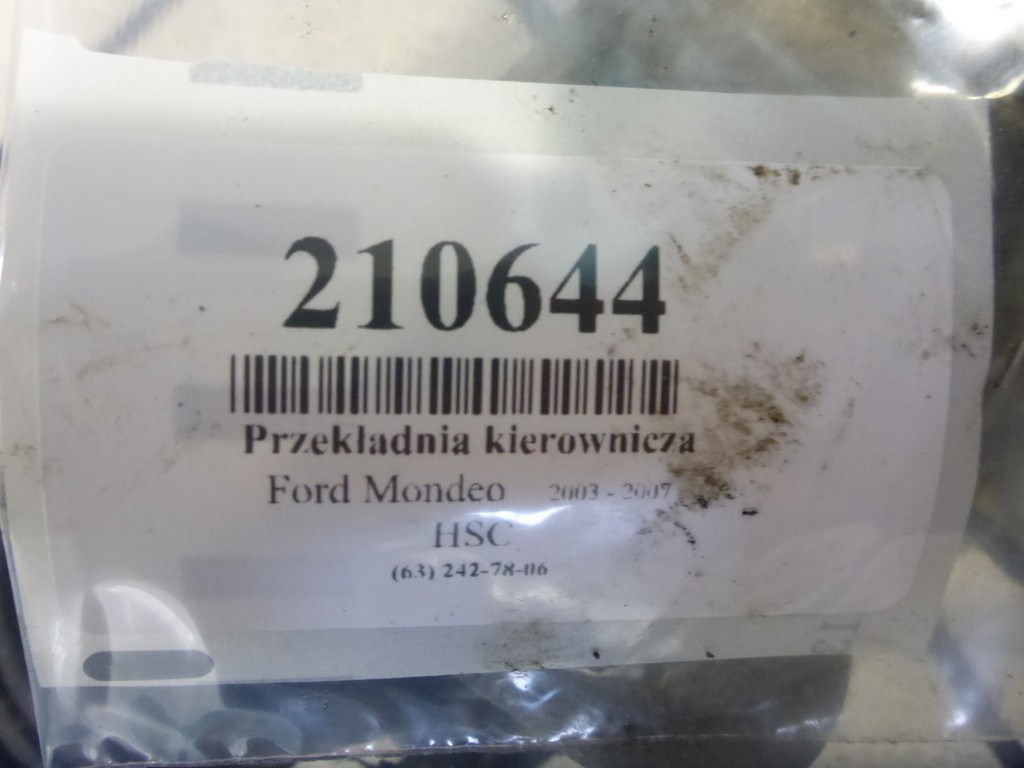 210644
Przekładnia kierownicza
Ford Mondeo 2003 - 2007
HSC
(63) 242-78-06